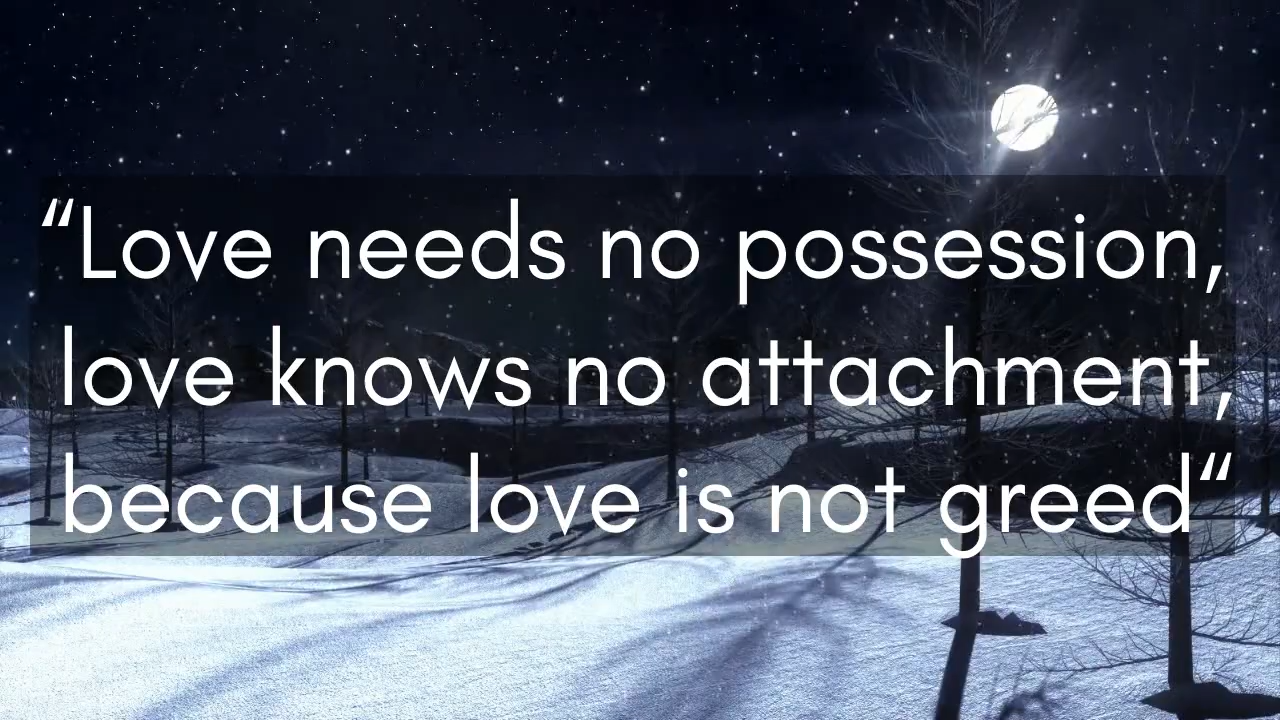 “Love needs no possession,
love knows no attachment,
because love is not greed“